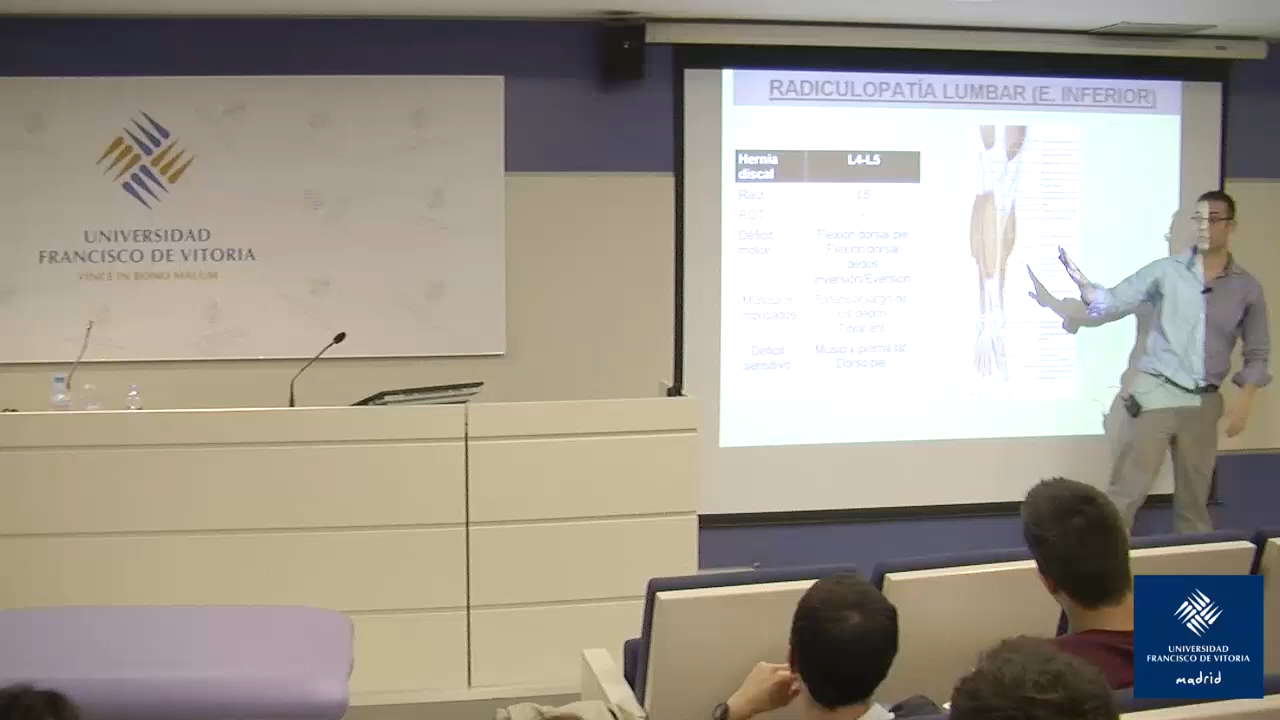 UNIVERSIDAD
FRANCISCO DE VITORIA
VINCE IN BONO MALUM
RADICULOPATÍA LUMBAR (E. INFERIOR)
Hernia discal
L4-L5
Raíz
L5
R.O.T.
-
Déficit motor
Flexión dorsal pie
Flexión dorsal
dedos
Inversión/Eversión
Músculos implicados
Extensor largo de
los dedos
Tibial ant
Déficit sensitivo
Muslo y pierna lat
Dorso pie
UNIVERSIDAD
FRANCISCO DE VITORIA
madrid